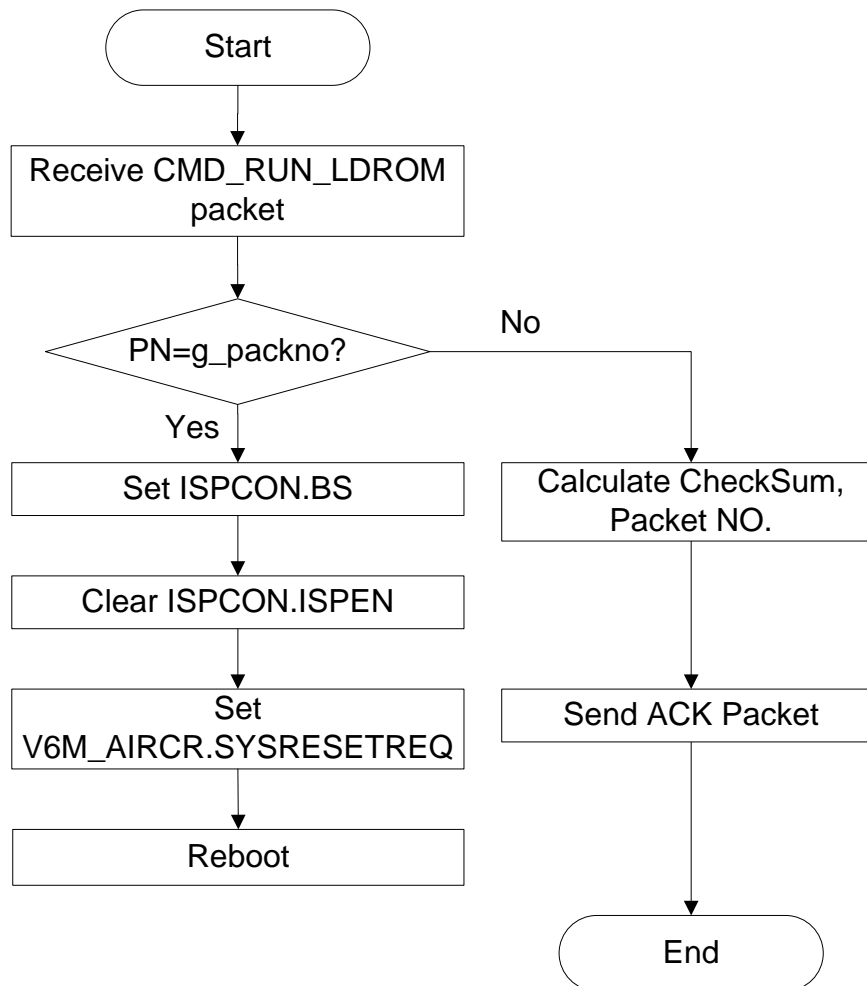 Start
Receive CMD_RUN_LDROM
packet
PN=g_packno?
No
Yes
Set ISPCON.BS
Clear ISPCON.ISPEN
Set
V6M_AIRCR.SYSRESETREQ
Reboot
Calculate CheckSum,
Packet NO.
Send ACK Packet
End